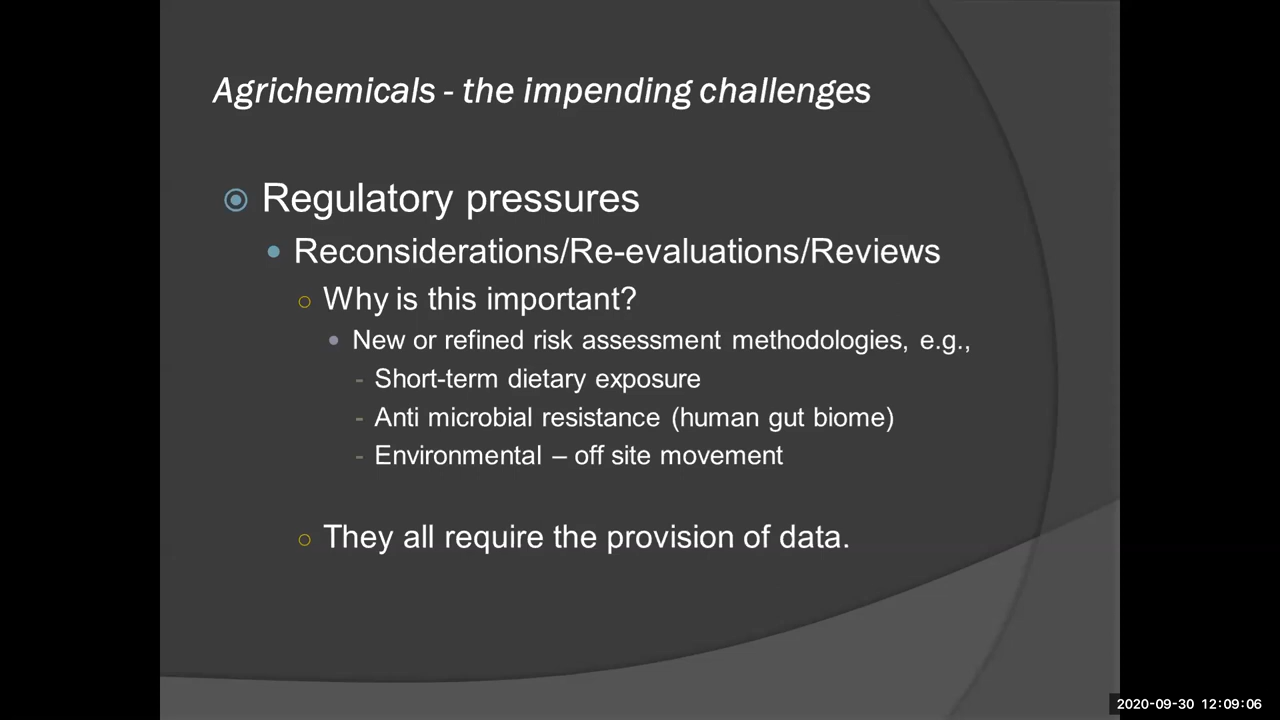 Agrichemicals - the impending challenges
Regulatory pressures
Reconsiderations/Re-evaluations/Reviews
Why is this important?
New or refined risk assessment methodologies, e.g.,
- Short-term dietary exposure
- Anti microbial resistance (human gut biome)
- Environmental – off site movement
They all require the provision of data.
2020-09-30 12:09:06